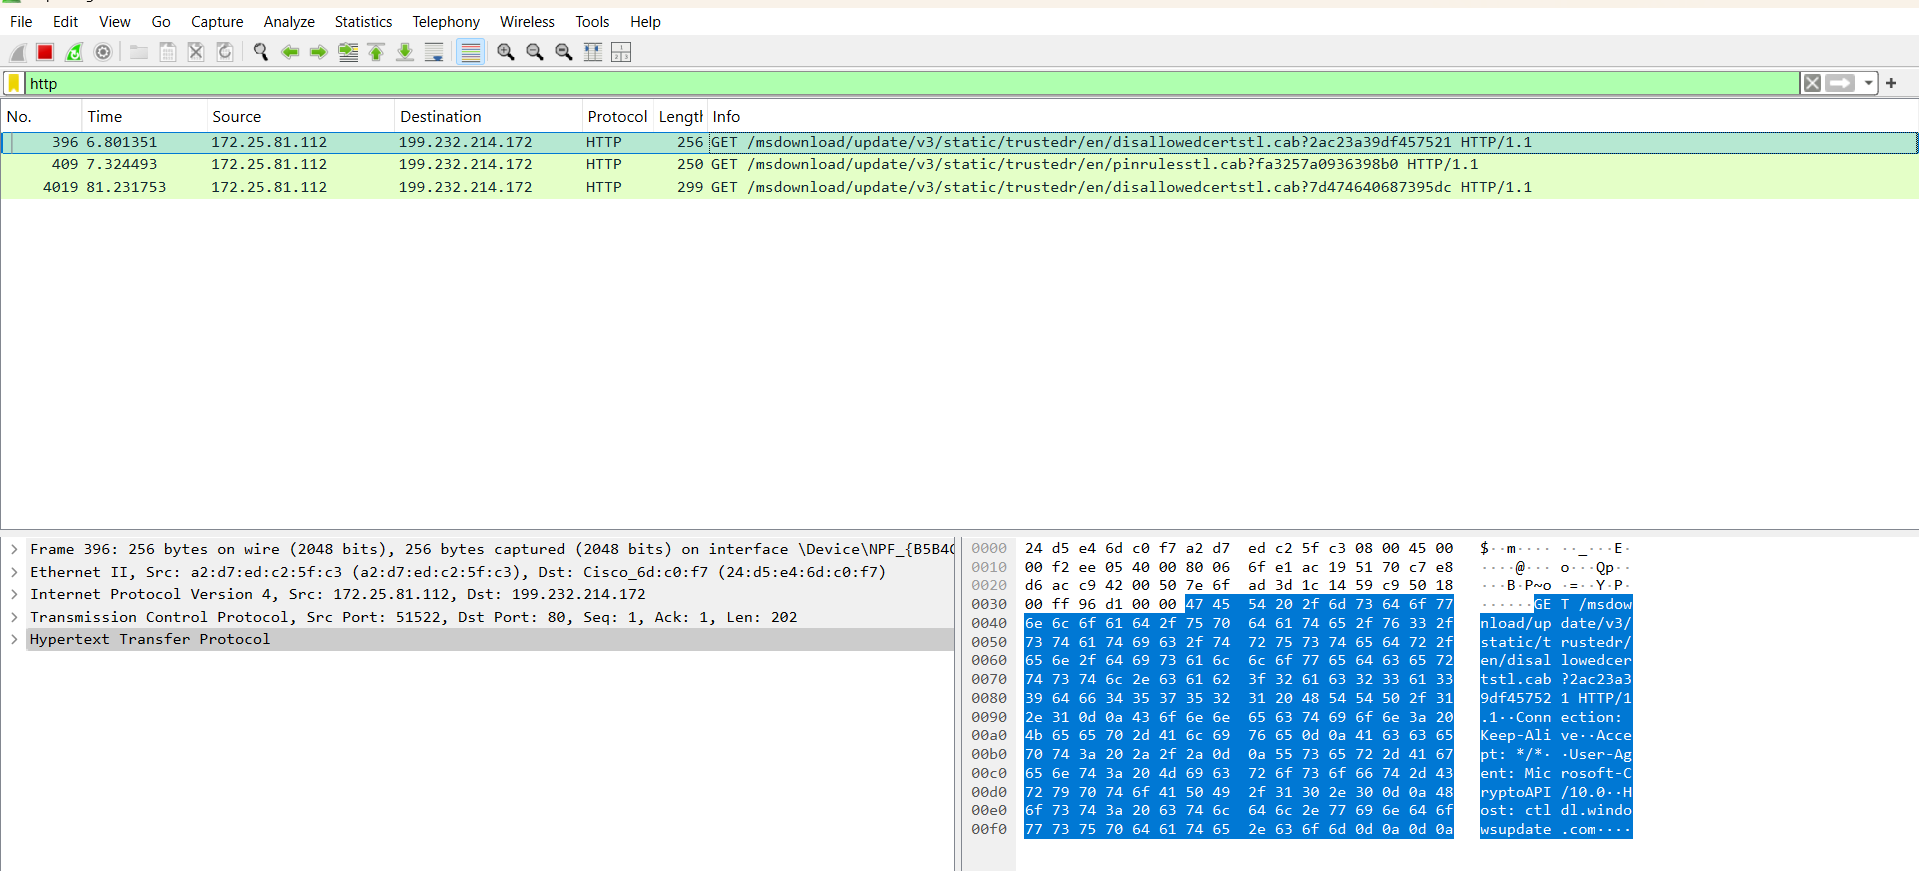 File Edit View Go Capture Analyze Statistics Telephony Wireless Tools Help
http
No. Time Source Destination Protocol Length Info
396 6.801351 172.25.81.112 199.232.214.172 HTTP 256 GET /msdownload/update/v3/static/trustedr/en/disallowedcertstl.cab?2ac23a39df457521 HTTP/1.1
409 7.324493 172.25.81.112 199.232.214.172 HTTP 250 GET /msdownload/update/v3/static/trustedr/en/pinrulesstl.cab?fa3257a0936398b0 HTTP/1.1
4019 81.231753 172.25.81.112 199.232.214.172 HTTP 299 GET /msdownload/update/v3/static/trustedr/en/disallowedcertstl.cab?7d474640687395dc HTTP/1.1
Frame 396: 256 bytes on wire (2048 bits), 256 bytes captured (2048 bits) on interface \Device\NPF_{B5B4C
Ethernet II, Src: a2:d7:ed:c2:5f:c3 (a2:d7:ed:c2:5f:c3), Dst: Cisco_6d:c0:f7 (24:d5:e4:6d:c0:f7)
Internet Protocol Version 4, Src: 172.25.81.112, Dst: 199.232.214.172
Transmission Control Protocol, Src Port: 51522, Dst Port: 80, Seq: 1, Ack: 1, Len: 202
Hypertext Transfer Protocol
0000 24 d5 e4 6d c0 f7 a2 d7 ed c2 5f c3 08 00 45 00 $··m···· ··_···E·
0010 00 f2 ee 05 40 00 80 06 6f e1 ac 19 51 70 c7 e8 ····@··· o···Qp··
0020 d6 ac c9 42 00 50 7e 6f ad 3d 1c 14 59 c9 50 18 ···B·P~o ·=··Y·P·
0030 00 ff 96 d1 00 00 47 45 54 20 2f 6d 73 64 6f 77 ······GE T /msdow
0040 6e 6c 6f 61 64 2f 75 70 64 61 74 65 2f 76 33 2f nload/up date/v3/
0050 73 74 61 74 69 63 2f 74 72 75 73 74 65 64 72 2f static/t rustedr/
0060 65 6e 2f 64 69 73 61 6c 6c 6f 77 65 64 63 65 72 en/disal lowedcer
0070 74 73 74 6c 2e 63 61 62 3f 32 61 63 32 33 61 33 tstl.cab ?2ac23a3
0080 39 64 66 34 35 37 35 32 31 20 48 54 54 50 2f 31 9df45752 1 HTTP/1
0090 2e 31 0d 0a 43 6f 6e 6e 65 63 74 69 6f 6e 3a 20 .1··Conn ection:
00a0 4b 65 65 70 2d 41 6c 69 76 65 0d 0a 41 63 63 65 Keep-Ali ve··Acce
00b0 70 74 3a 20 2a 2f 2a 0d 0a 55 73 65 72 2d 41 67 pt: */*· ·User-Ag
00c0 65 6e 74 3a 20 4d 69 63 72 6f 73 6f 66 74 2d 43 ent: Mic rosoft-C
00d0 72 79 70 74 6f 41 50 49 2f 31 30 2e 30 0d 0a 48 ryptoAPI /10.0··H
00e0 6f 73 74 3a 20 63 74 6c 64 6c 2e 77 69 6e 64 6f ost: ctl dl.windo
00f0 77 73 75 70 64 61 74 65 2e 63 6f 6d 0d 0a 0d 0a wsupdate .com····